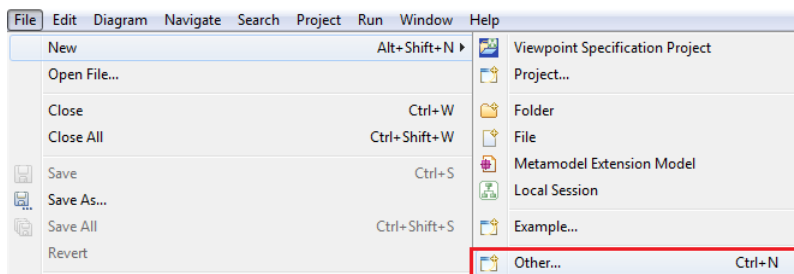 File Edit Diagram Navigate Search Project Run Window Help
New Alt+Shift+N
Open File...
Close Ctrl+W
Close All Ctrl+Shift+W
Save Ctrl+S
Save As...
Save All Ctrl+Shift+S
Revert
Viewpoint Specification Project
Project...
Folder
File
Metamodel Extension Model
Local Session
Example...
Other... Ctrl+N